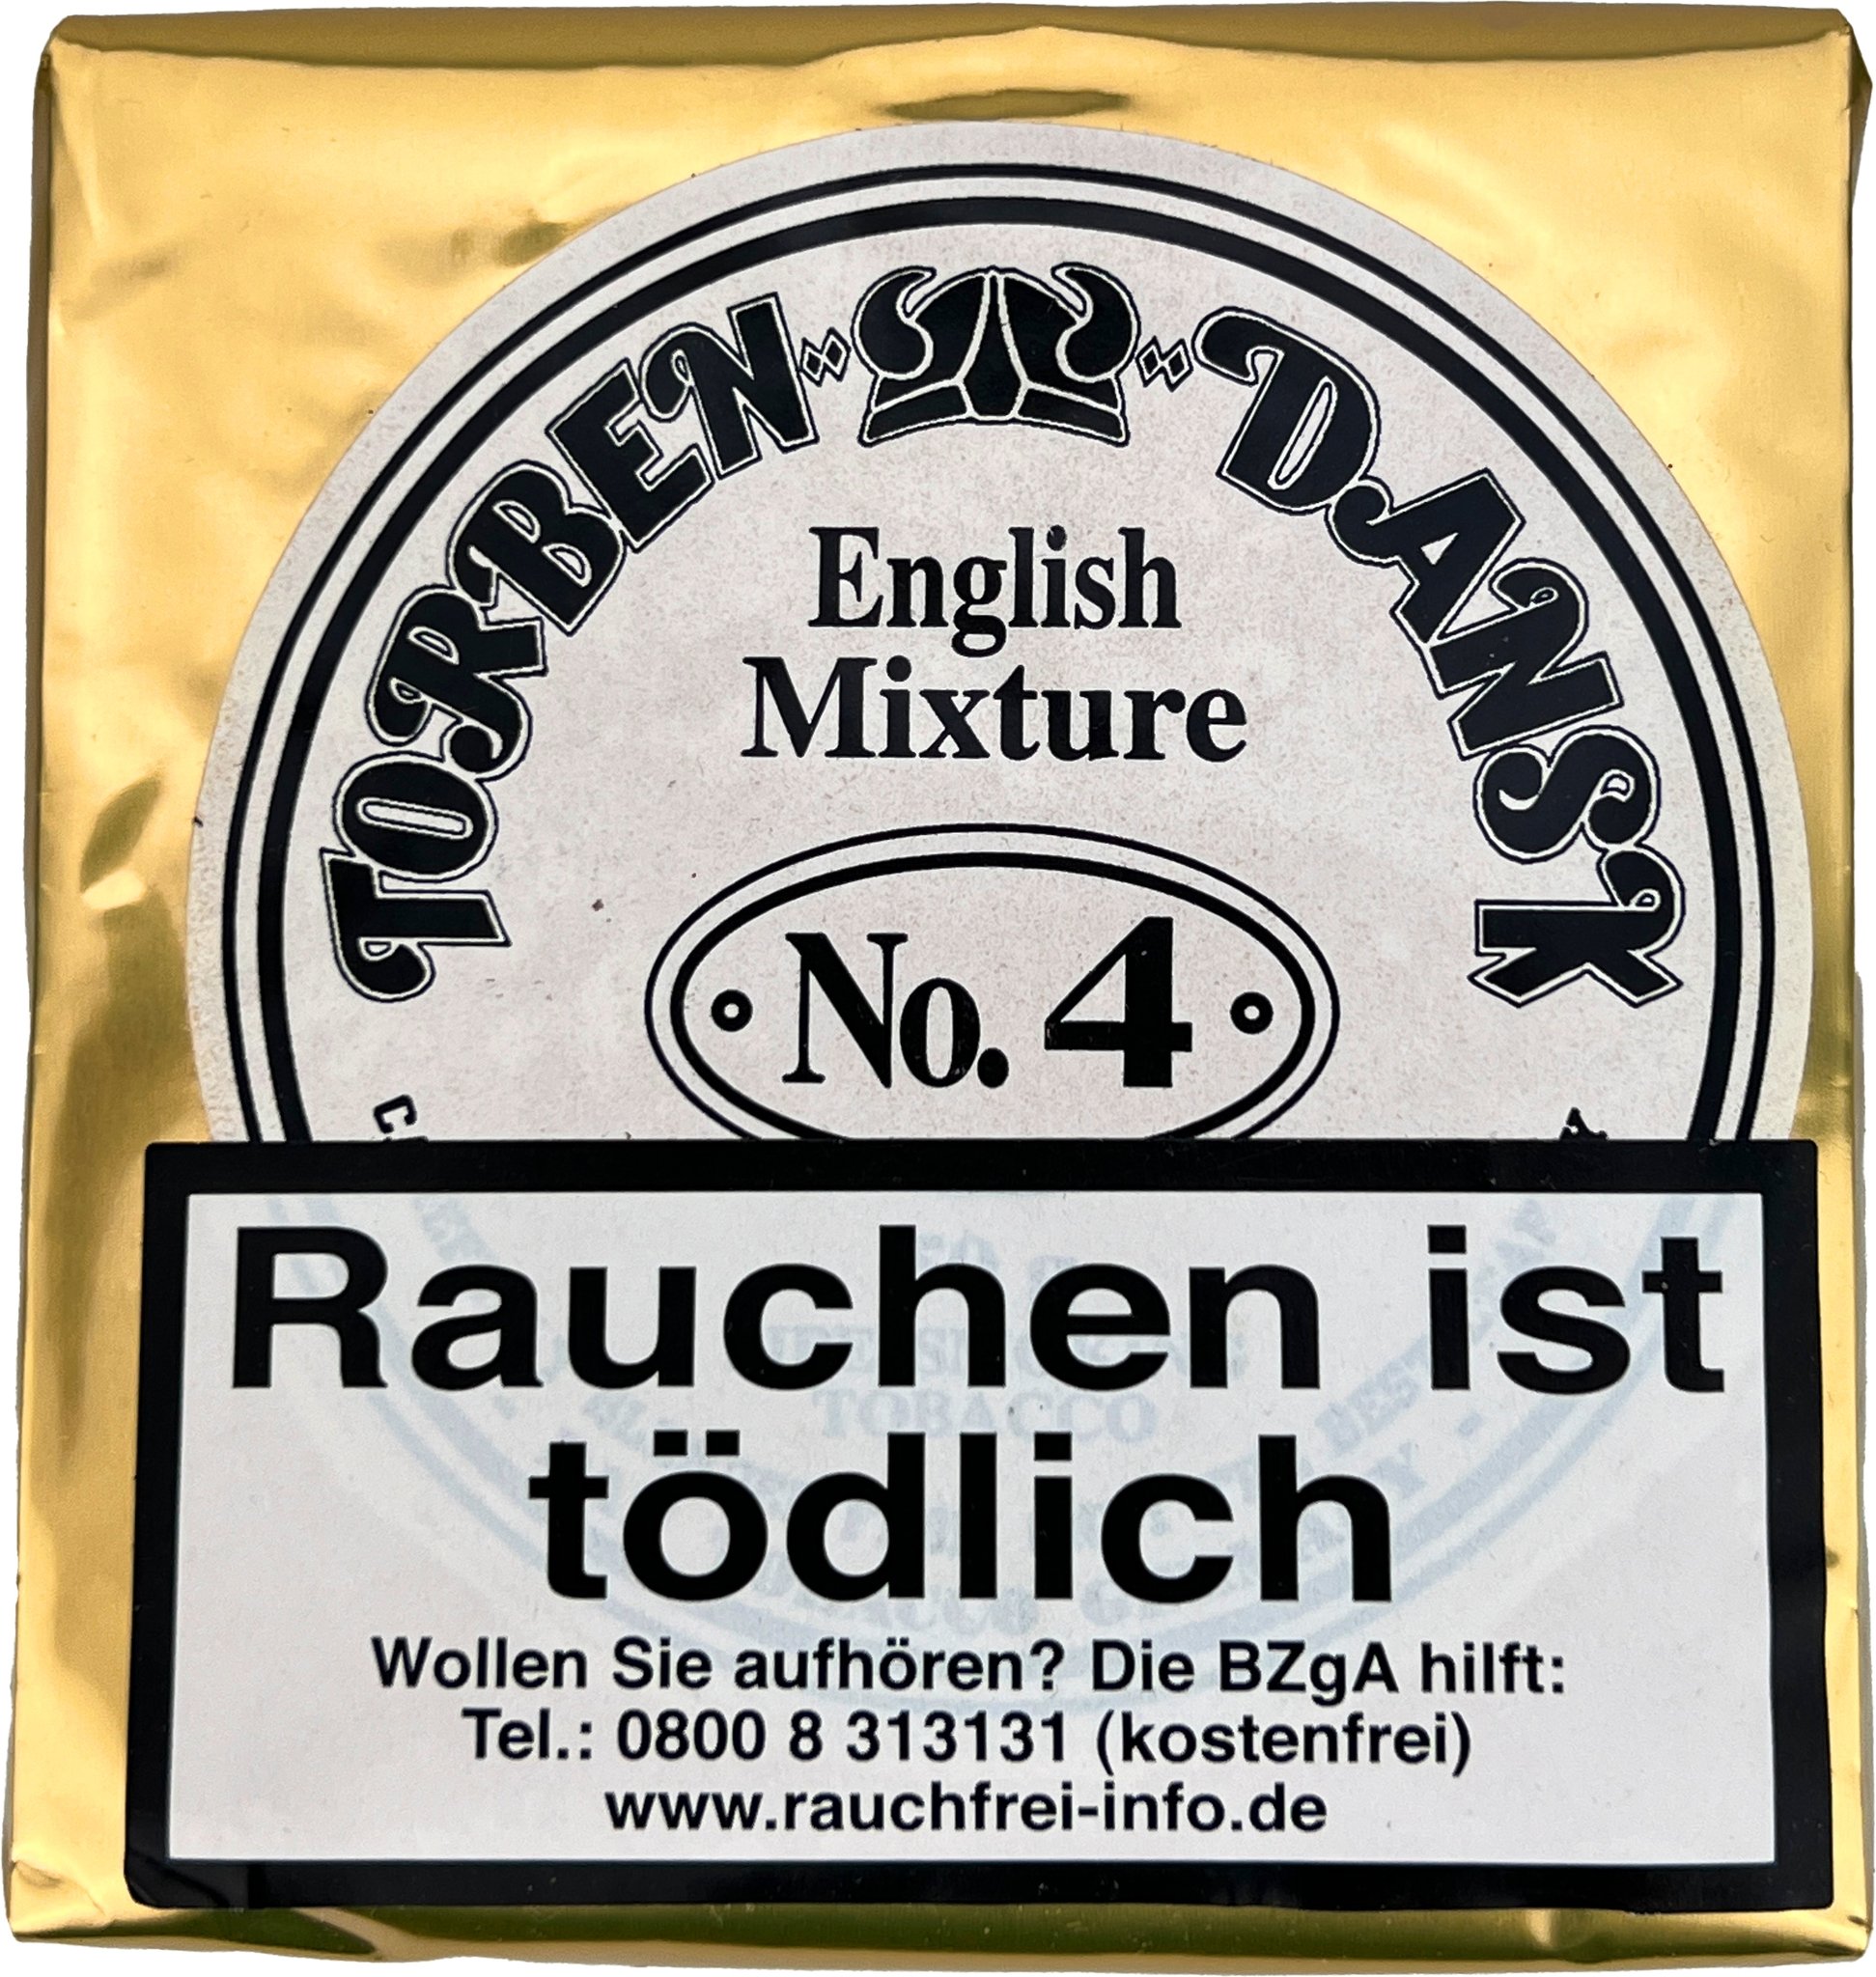 TORBEN DANSK
English
Mixture
No. 4
TOBACCO
Rauchen ist
tödlich
Wollen Sie aufhören? Die BZgA hilft:
Tel.: 0800 8 313131 (kostenfrei)
www.rauchfrei-info.de